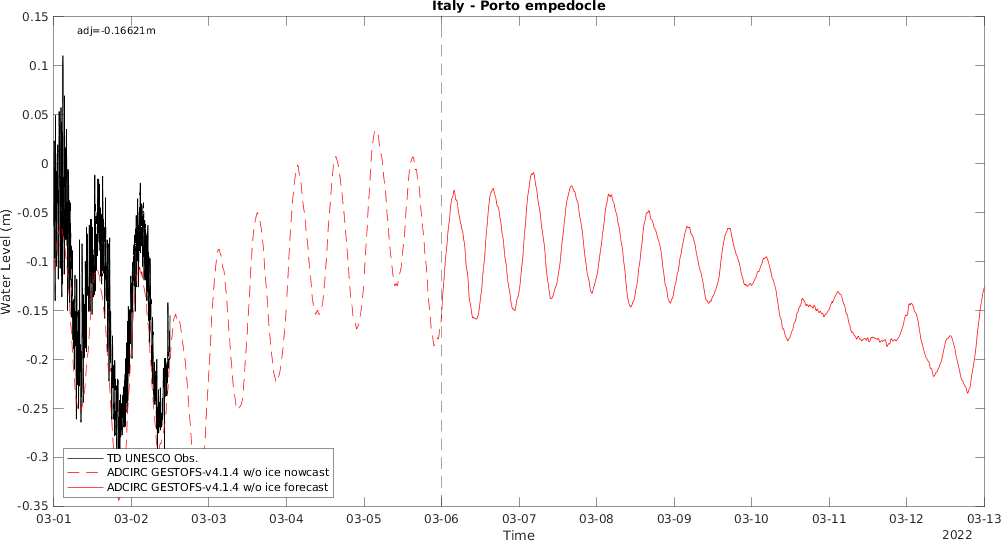 Italy - Porto empedocle
adj=-0.16621m
0.15
0.1
0.05
0
-0.05
-0.1
-0.15
-0.2
-0.25
-0.3
-0.35
Water Level (m)
TD UNESCO Obs.
ADCIRC GESTOFS-v4.1.4 w/o ice nowcast
ADCIRC GESTOFS-v4.1.4 w/o ice forecast
03-01 03-02 03-03 03-04 03-05 03-06 03-07 03-08 03-09 03-10 03-11 03-12 03-13
Time
2022